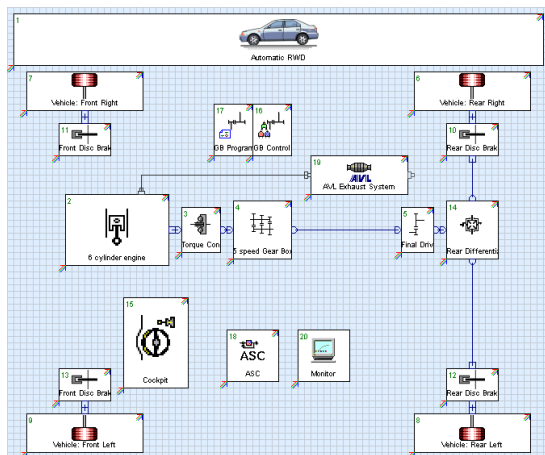 1
Automatic RWD
7
Vehicle: Front Right
6
Vehicle: Rear Right
11
Front Disc Brak
17
GB Program
16
GB Control
10
Rear Disc Brak
19
AVL
AVL Exhaust System
2
6 cylinder engine
3
Torque Con
4
5 speed Gear Box
5
Final Driv
14
Rear Differentia
15
Cockpit
18
ASC
ASC
20
Monitor
13
Front Disc Brak
12
Rear Disc Brak
9
Vehicle: Front Left
8
Vehicle: Rear Left